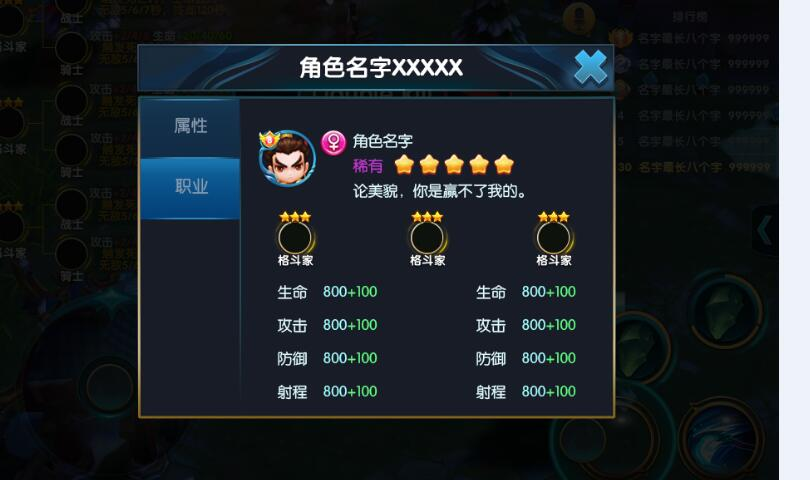 角色名字XXXXX
属性
职业
角色名字
稀有
论美貌，你是赢不了我的。
格斗家 格斗家 格斗家
生命 800+100 生命 800+100
攻击 800+100 攻击 800+100
防御 800+100 防御 800+100
射程 800+100 射程 800+100
排行榜
名字最长八个字 999999
名字最长八个字 999999
名字最长八个字 999999
4 名字最长八个字 999999
5 名字最长八个字 999999
30 名字最长八个字 999999
战士
骑士
战士
骑士
战士
骑士